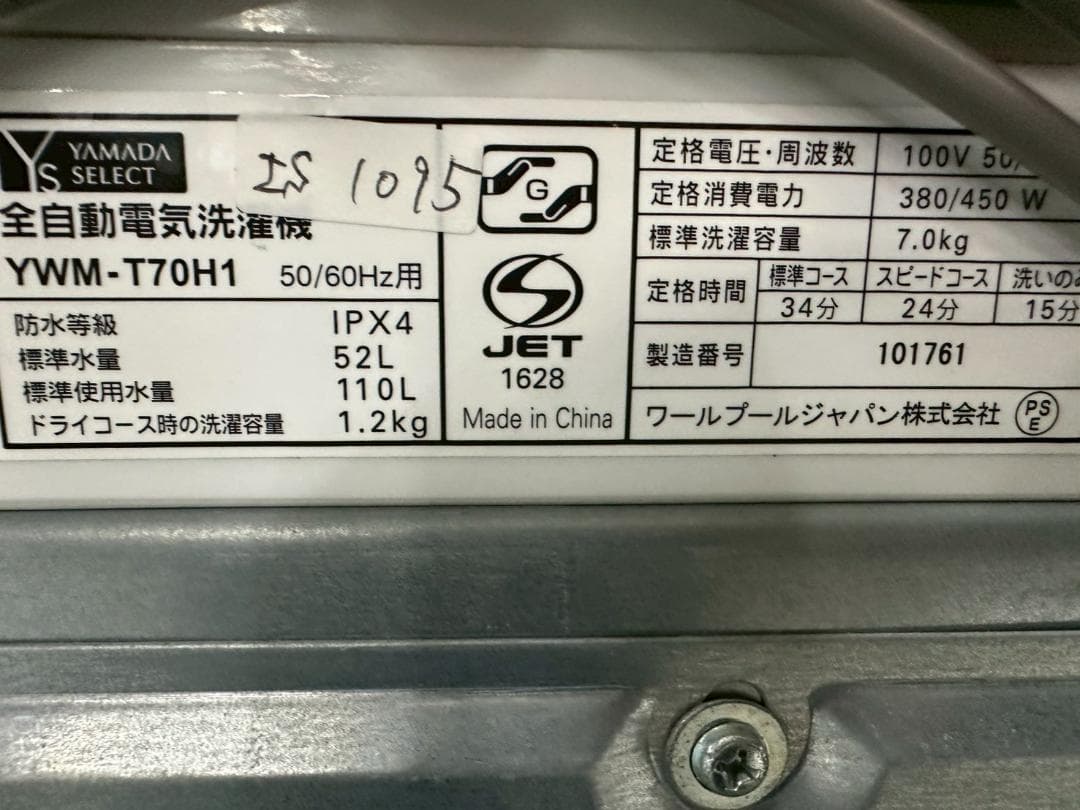 Ys YAMADA
SELECT
IS 1095
全自動電気洗濯機
YWM-T70H1 50/60Hz用
防水等級 IPX4
標準水量 52L
標準使用水量 110L
ドライコース時の洗濯容量 1.2kg
G
S
JET
1628
Made in China
定格電圧・周波数 100V 50/
定格消費電力 380/450 W
標準洗濯容量 7.0kg
定格時間 標準コース スピードコース 洗いのみ
34分 24分 15分
製造番号 101761
ワールプールジャパン株式会社 PS
E